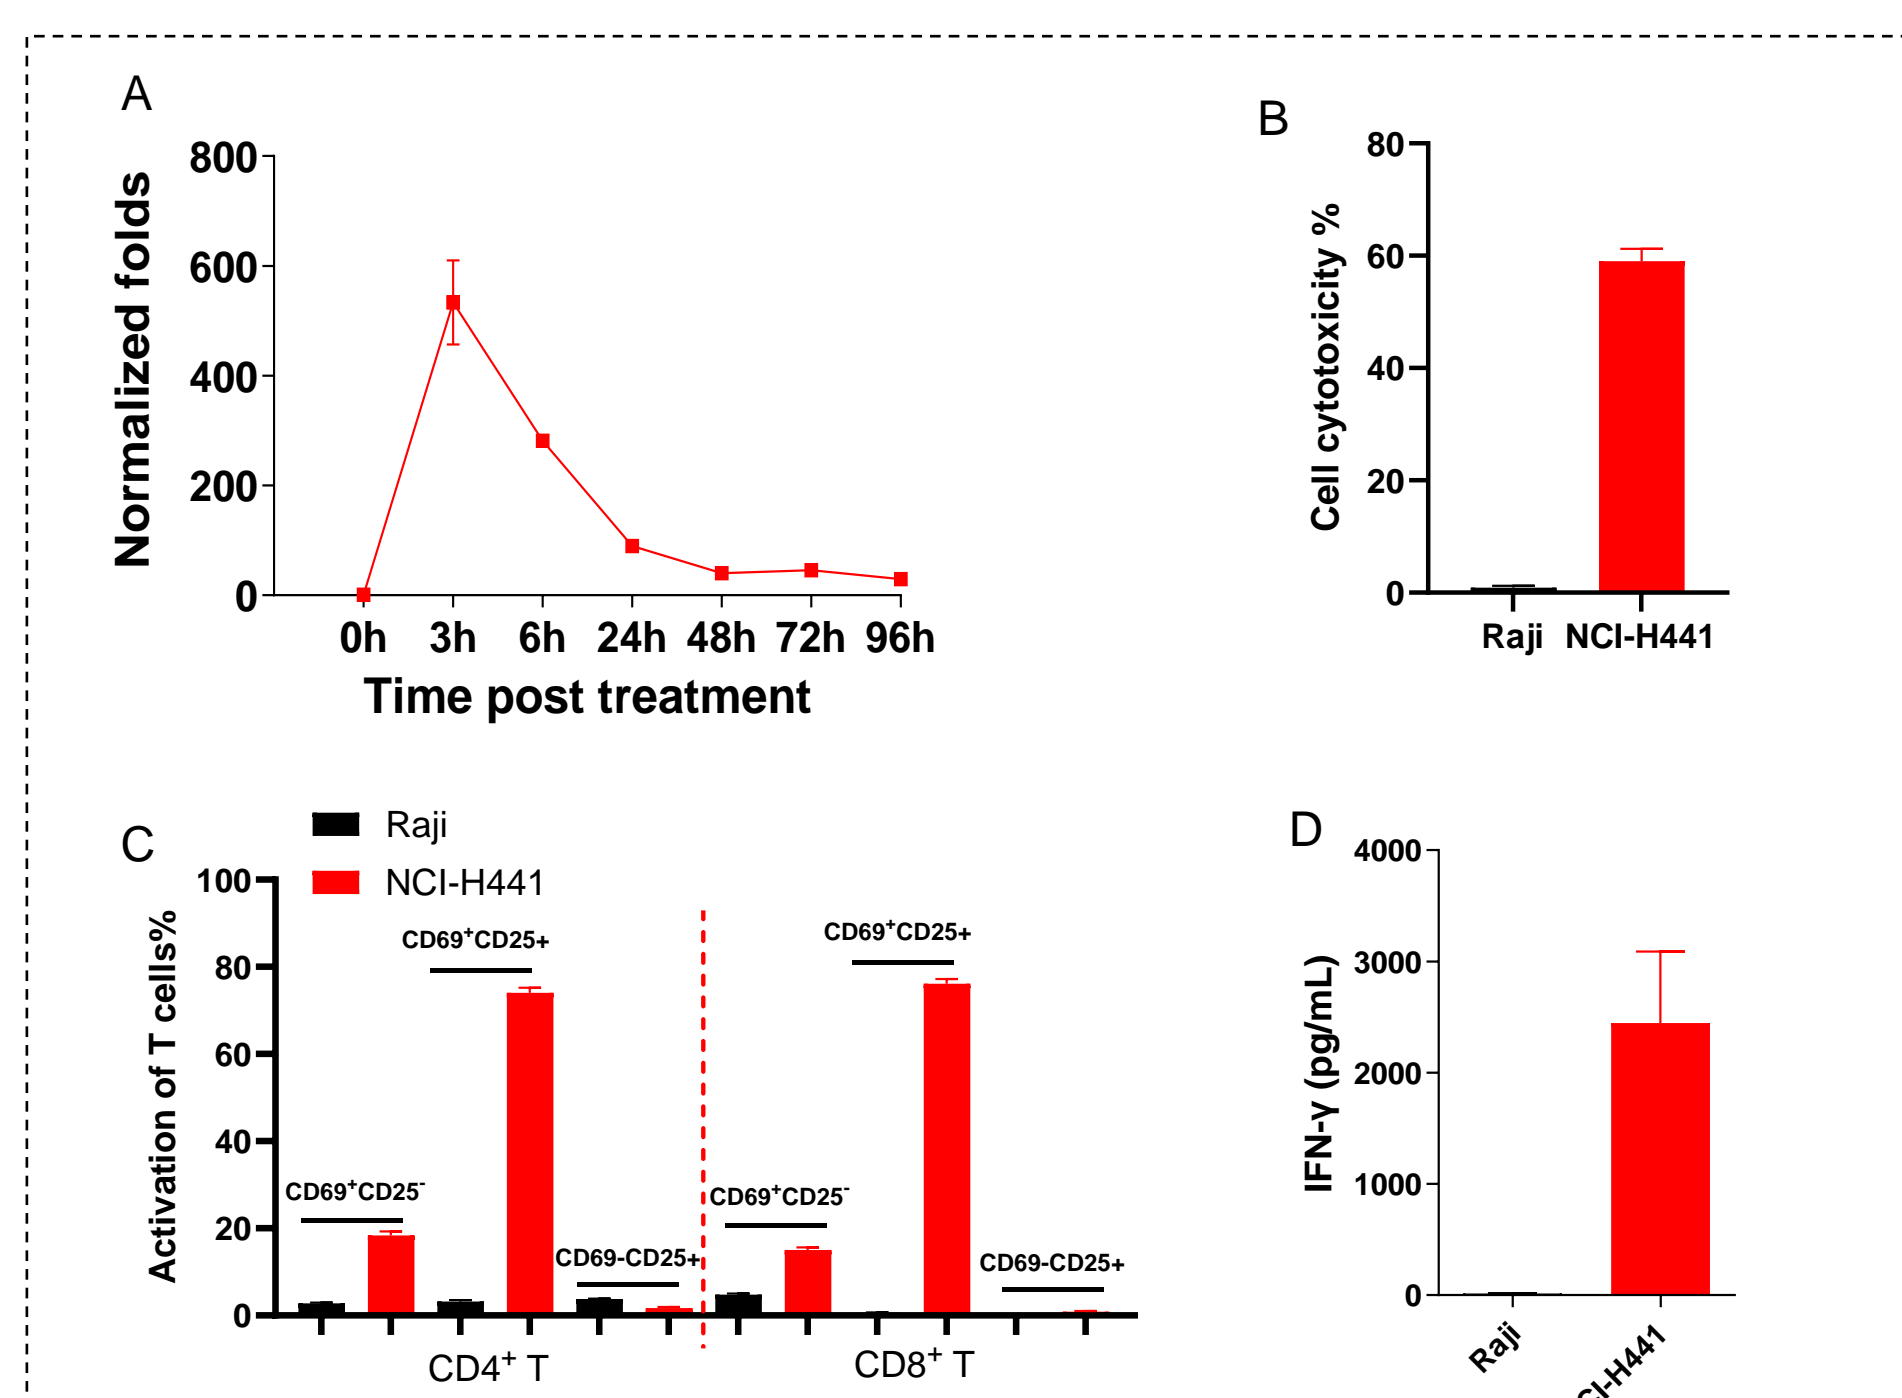 A
Normalized folds
800
600
400
200
0
0h 3h 6h 24h 48h 72h 96h
Time post treatment
B
Cell cytotoxicity %
80
60
40
20
0
Raji NCI-H441
C
Raji
NCI-H441
Activation of T cells%
100
80
60
40
20
0
CD69⁺CD25⁻
CD69⁺CD25+
CD69-CD25+
CD69⁺CD25⁻
CD69⁺CD25+
CD69-CD25+
CD4⁺ T
CD8⁺ T
D
IFN-γ (pg/mL)
4000
3000
2000
1000
0
Raji
CI-H441